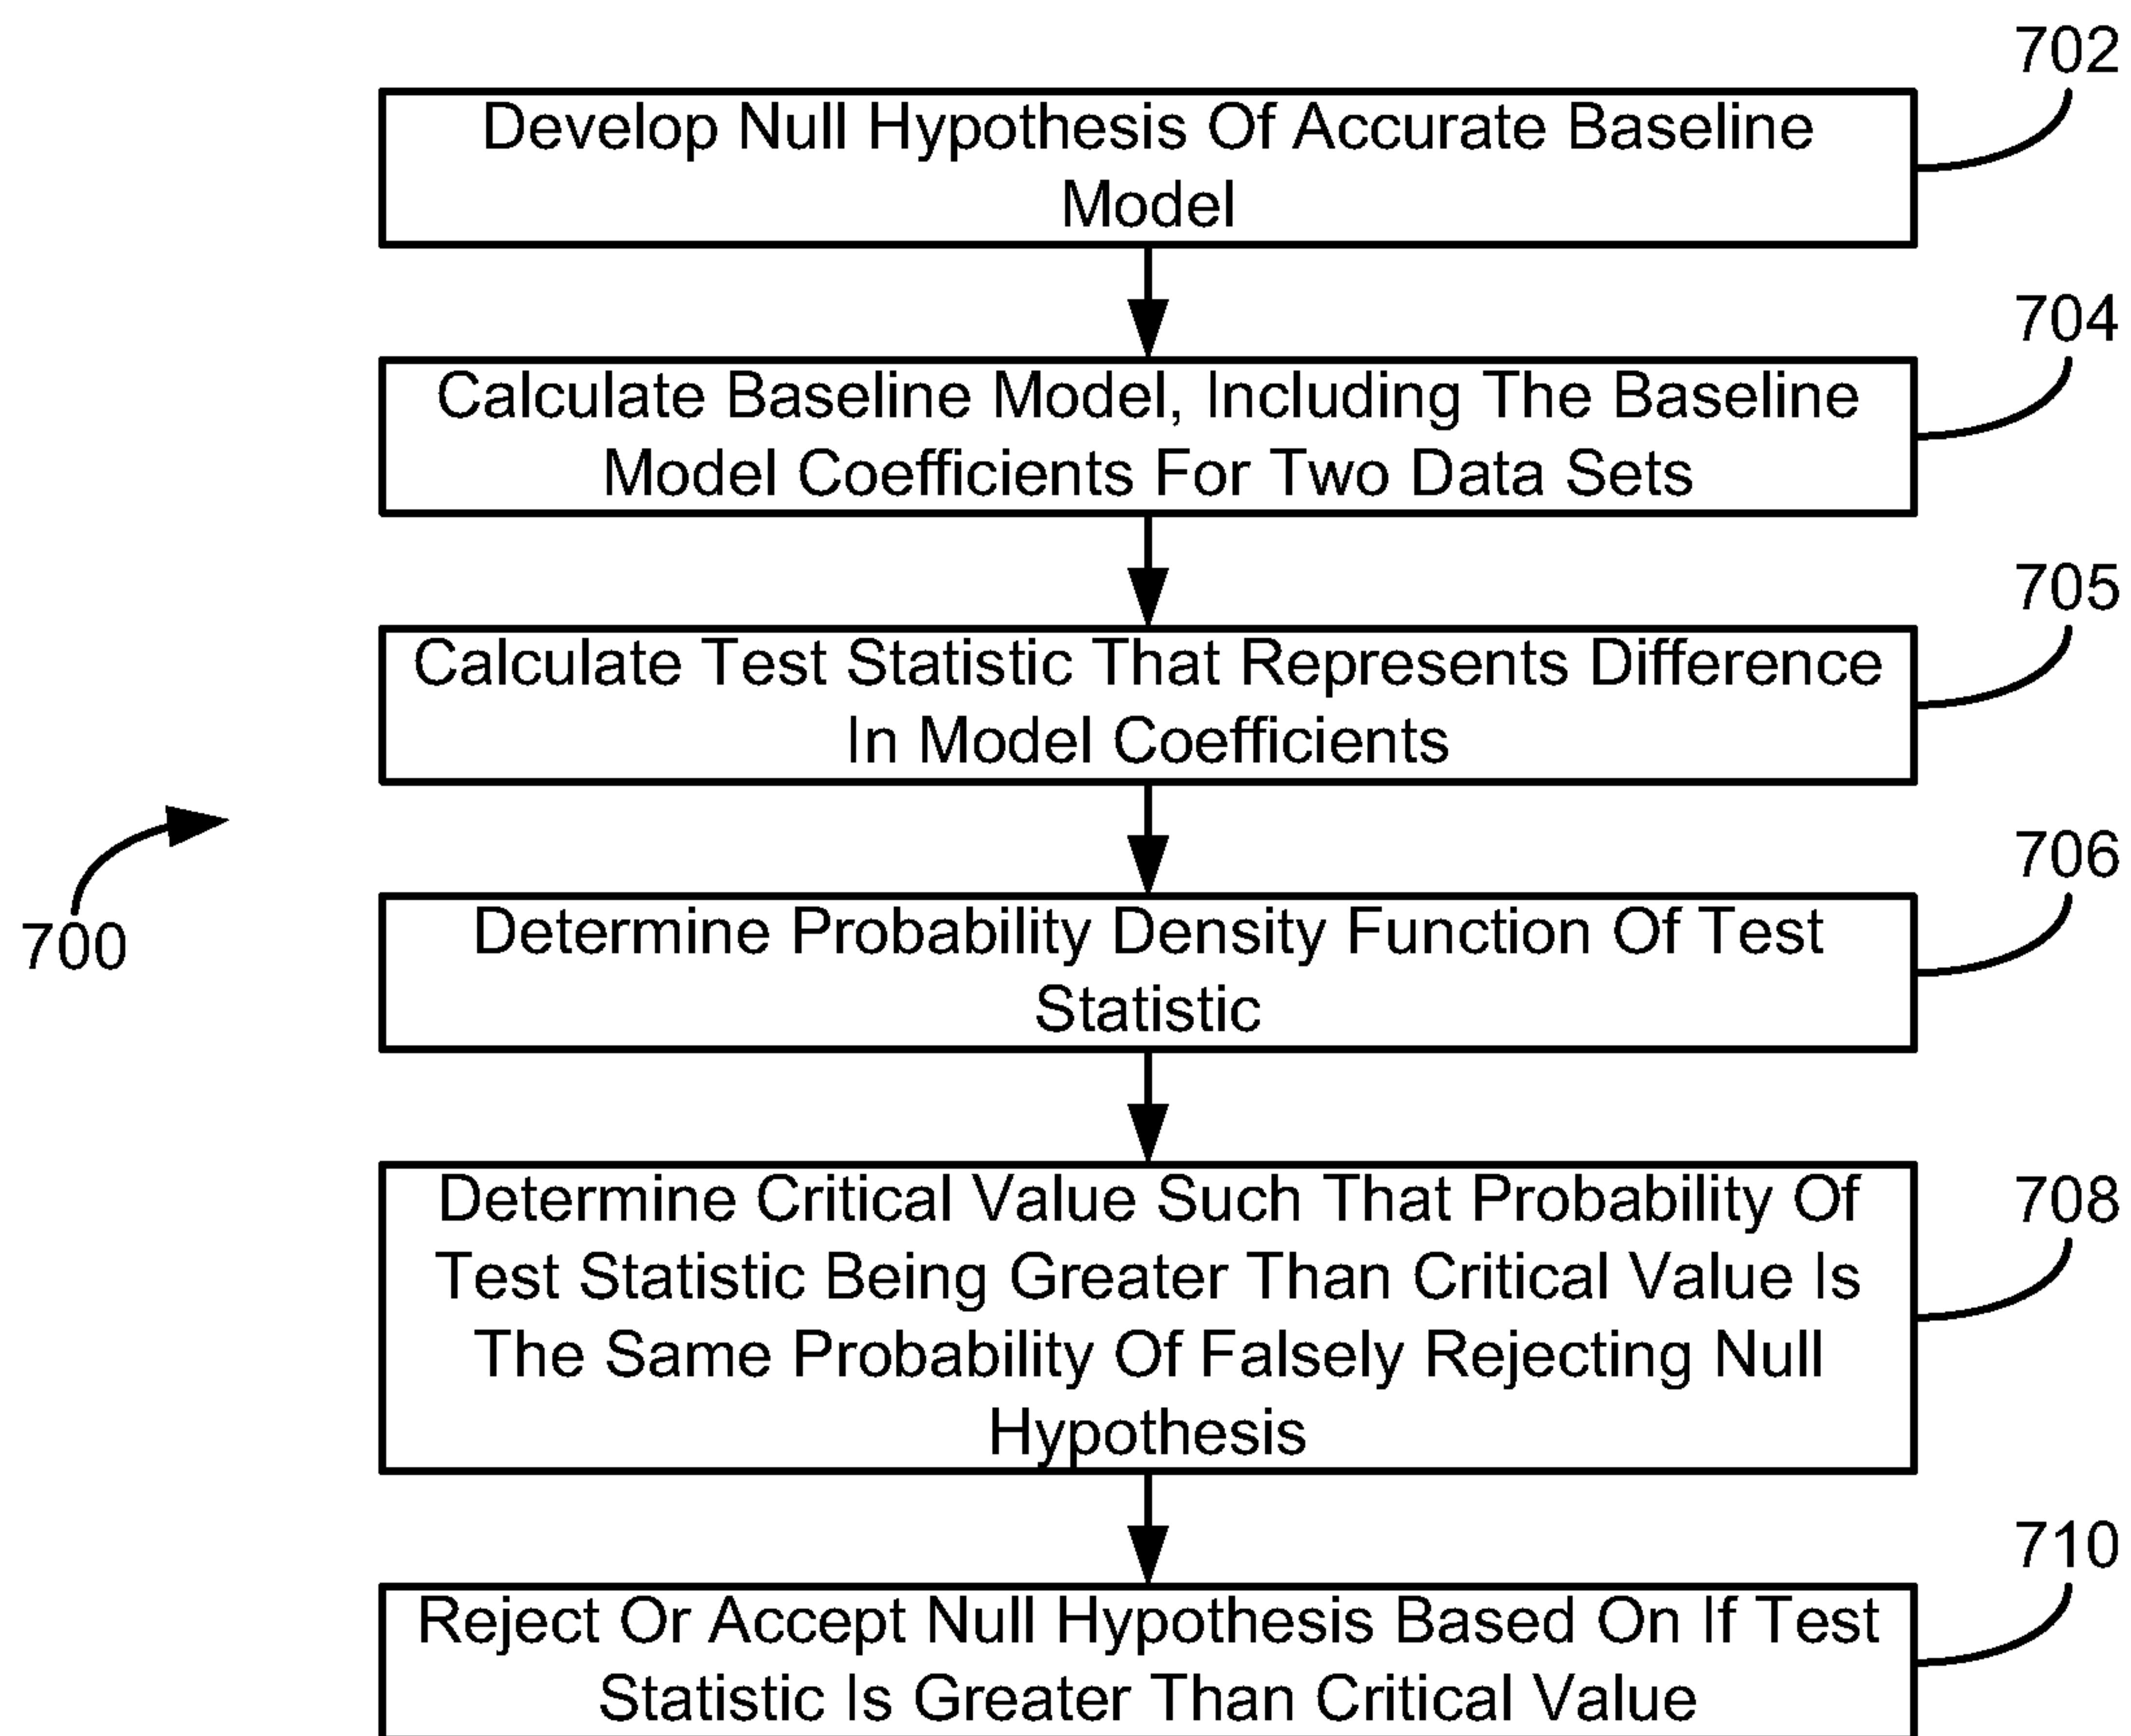 702
Develop Null Hypothesis Of Accurate Baseline
Model
704
Calculate Baseline Model, Including The Baseline
Model Coefficients For Two Data Sets
705
Calculate Test Statistic That Represents Difference
In Model Coefficients
700
706
Determine Probability Density Function Of Test
Statistic
708
Determine Critical Value Such That Probability Of
Test Statistic Being Greater Than Critical Value Is
The Same Probability Of Falsely Rejecting Null
Hypothesis
710
Reject Or Accept Null Hypothesis Based On If Test
Statistic Is Greater Than Critical Value